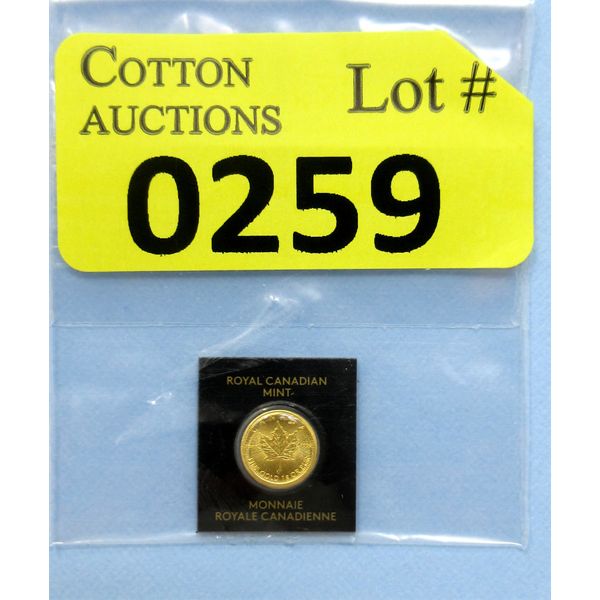 COTTON
AUCTIONS
Lot #
0259
ROYAL CANADIAN
MINT
MONNAIE
ROYALE CANADIENNE